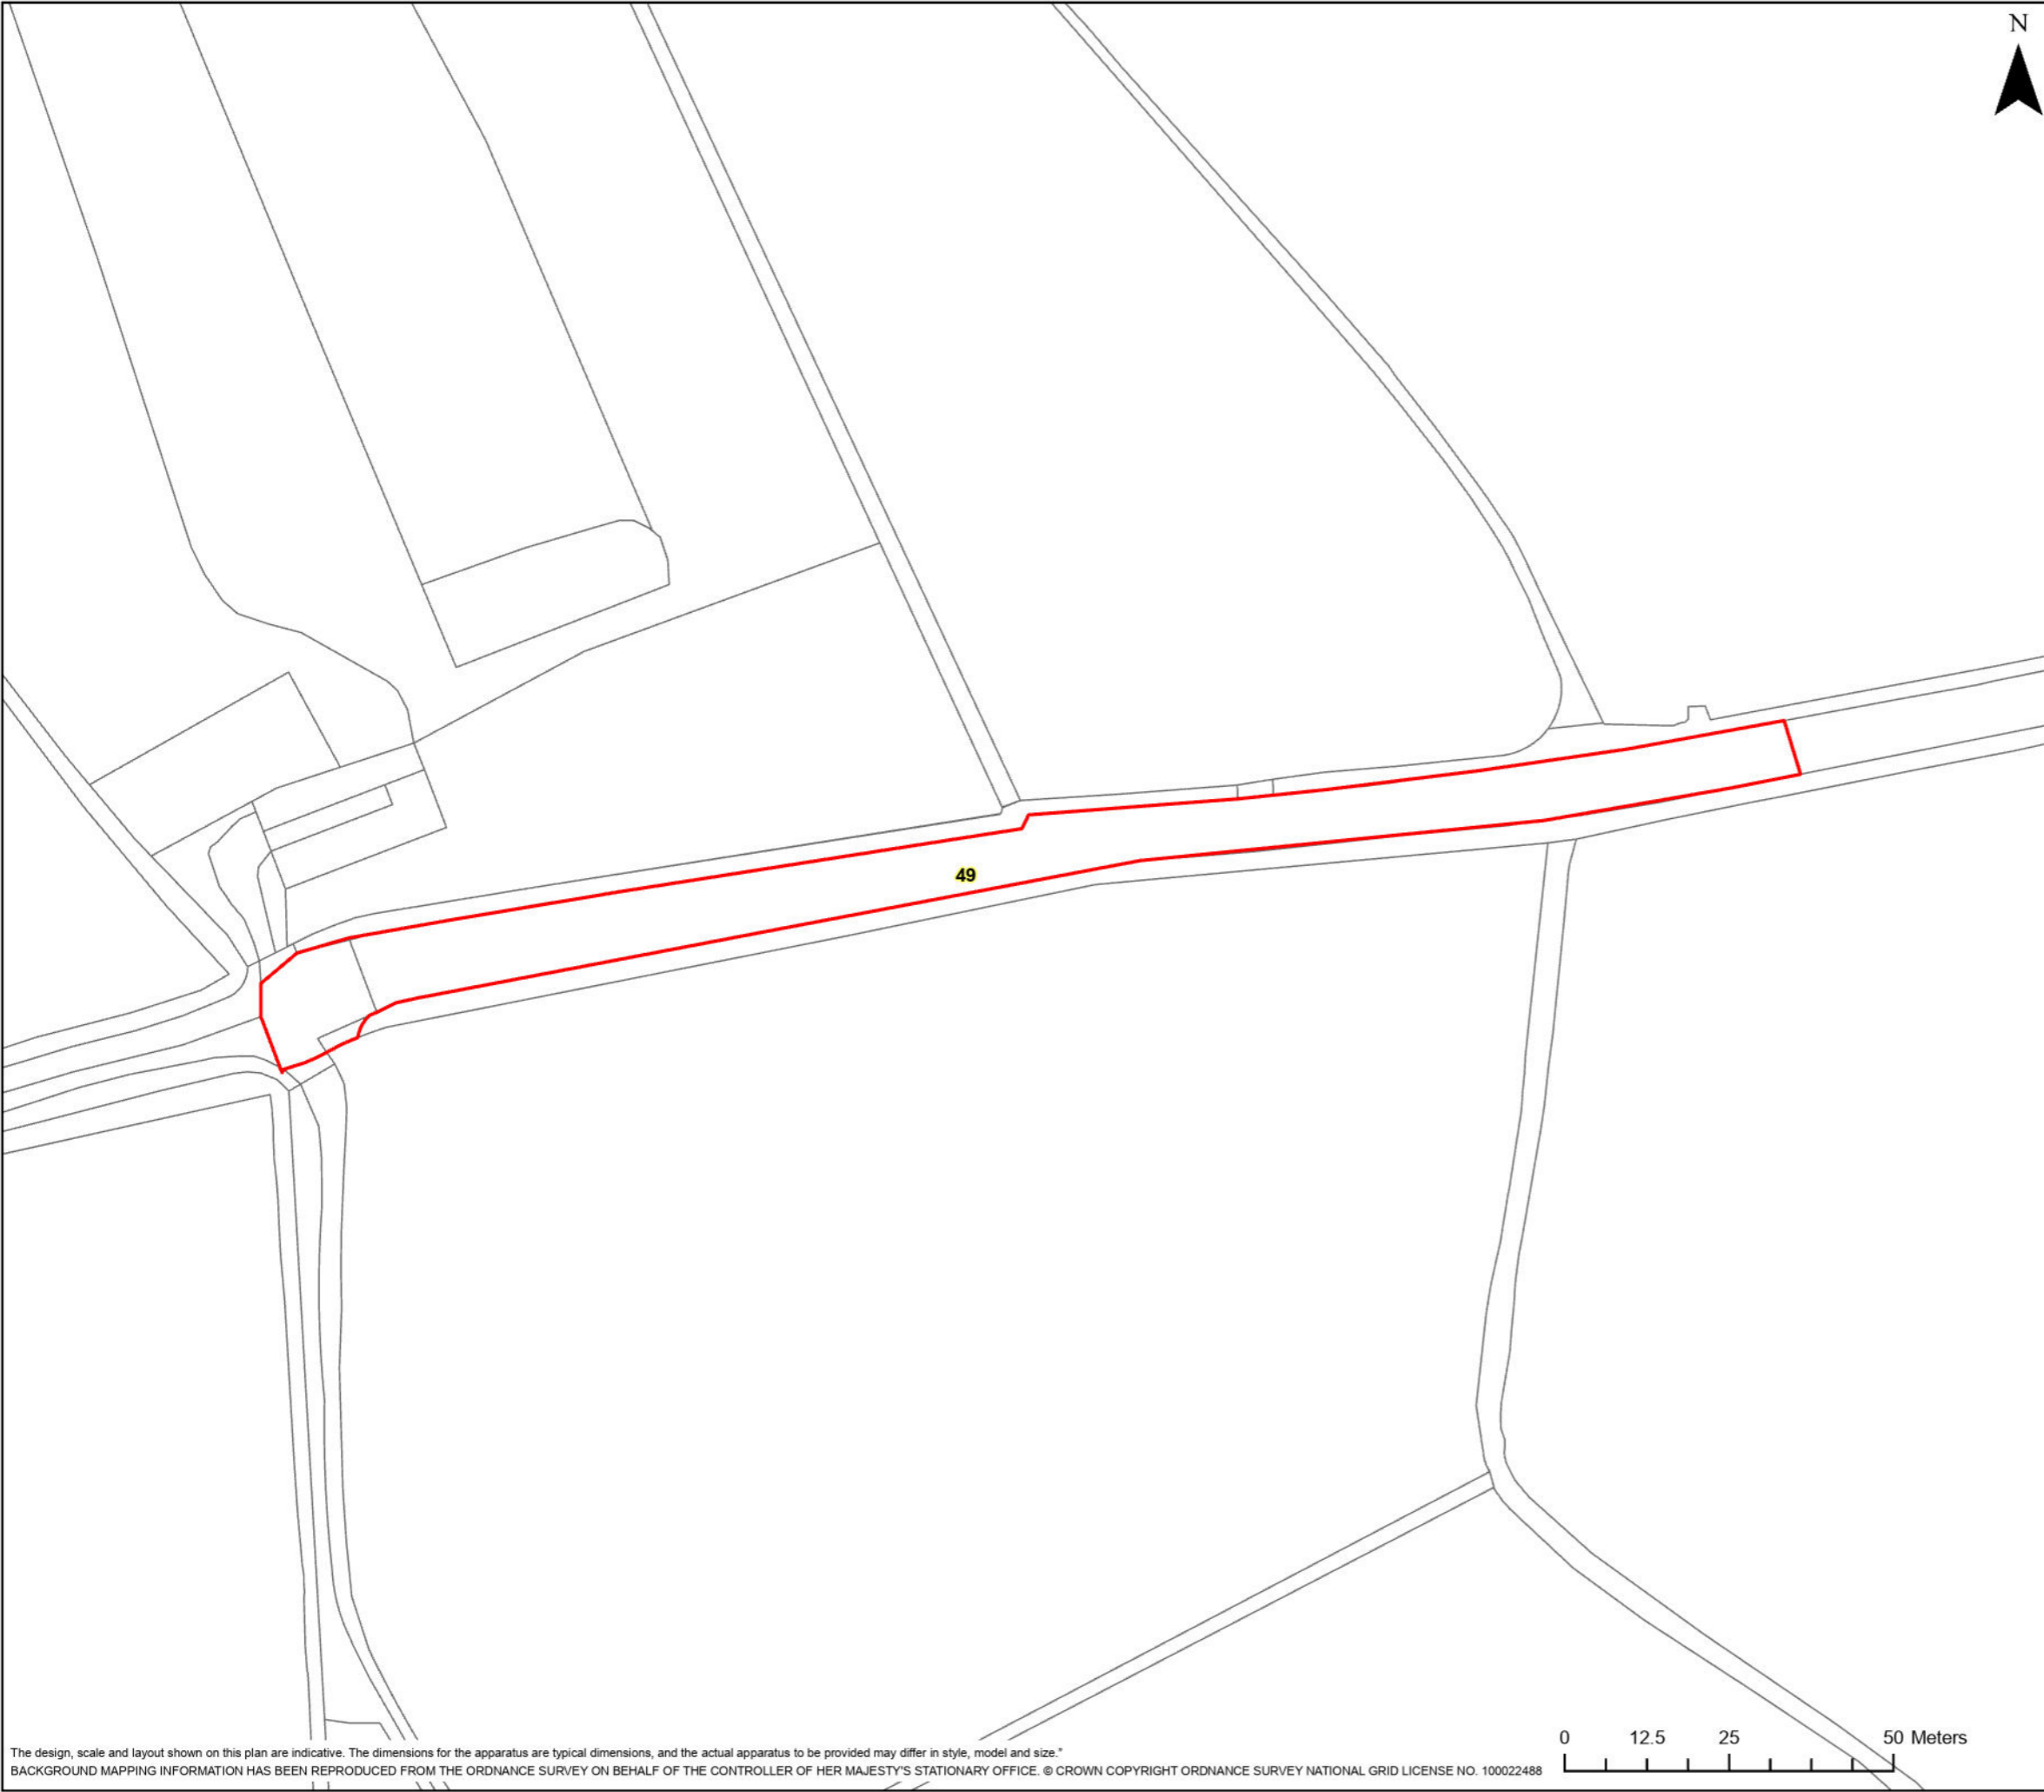 N
49
0 12.5 25 50 Meters
The design, scale and layout shown on this plan are indicative. The dimensions for the apparatus are typical dimensions, and the actual apparatus to be provided may differ in style, model and size."
BACKGROUND MAPPING INFORMATION HAS BEEN REPRODUCED FROM THE ORDNANCE SURVEY ON BEHALF OF THE CONTROLLER OF HER MAJESTY'S STATIONARY OFFICE. © CROWN COPYRIGHT ORDNANCE SURVEY NATIONAL GRID LICENSE NO. 100022488